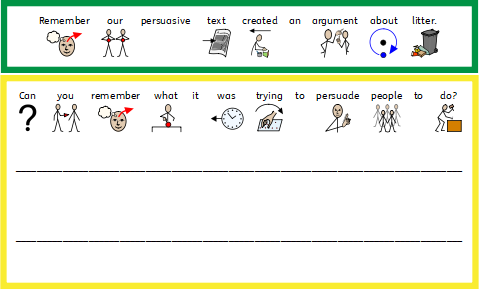 Remember our persuasive text created an argument about litter.
Can you remember what it was trying to persuade people to do?